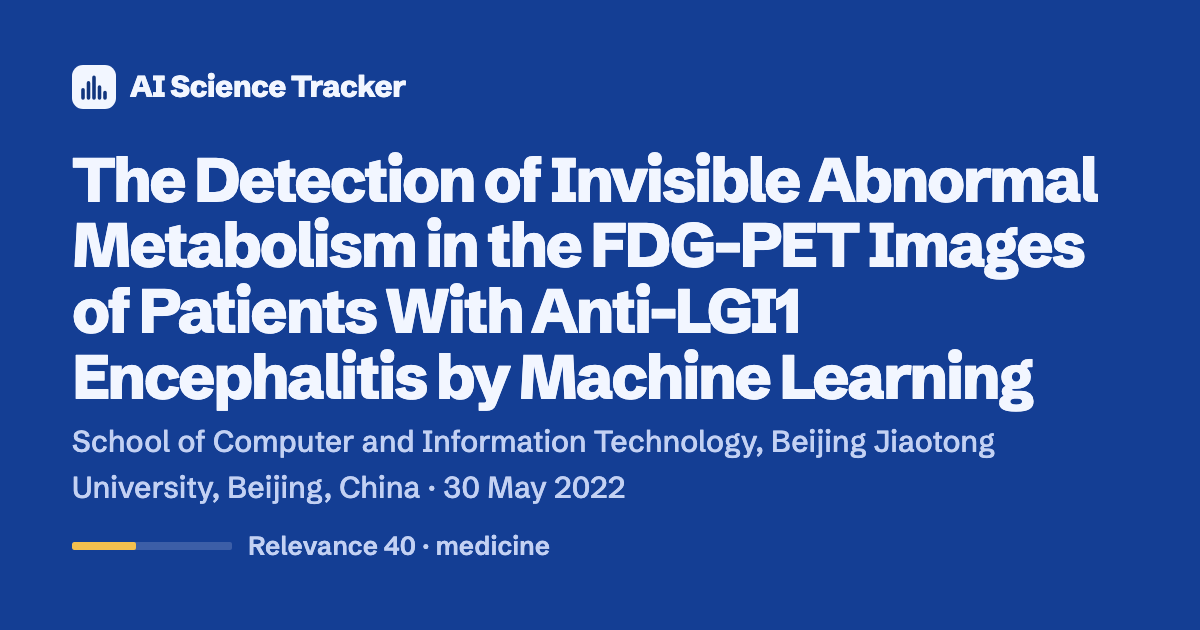 AI Science Tracker
The Detection of Invisible Abnormal
Metabolism in the FDG-PET Images
of Patients With Anti-LGI1
Encephalitis by Machine Learning
School of Computer and Information Technology, Beijing Jiaotong
University, Beijing, China · 30 May 2022
Relevance 40 · medicine